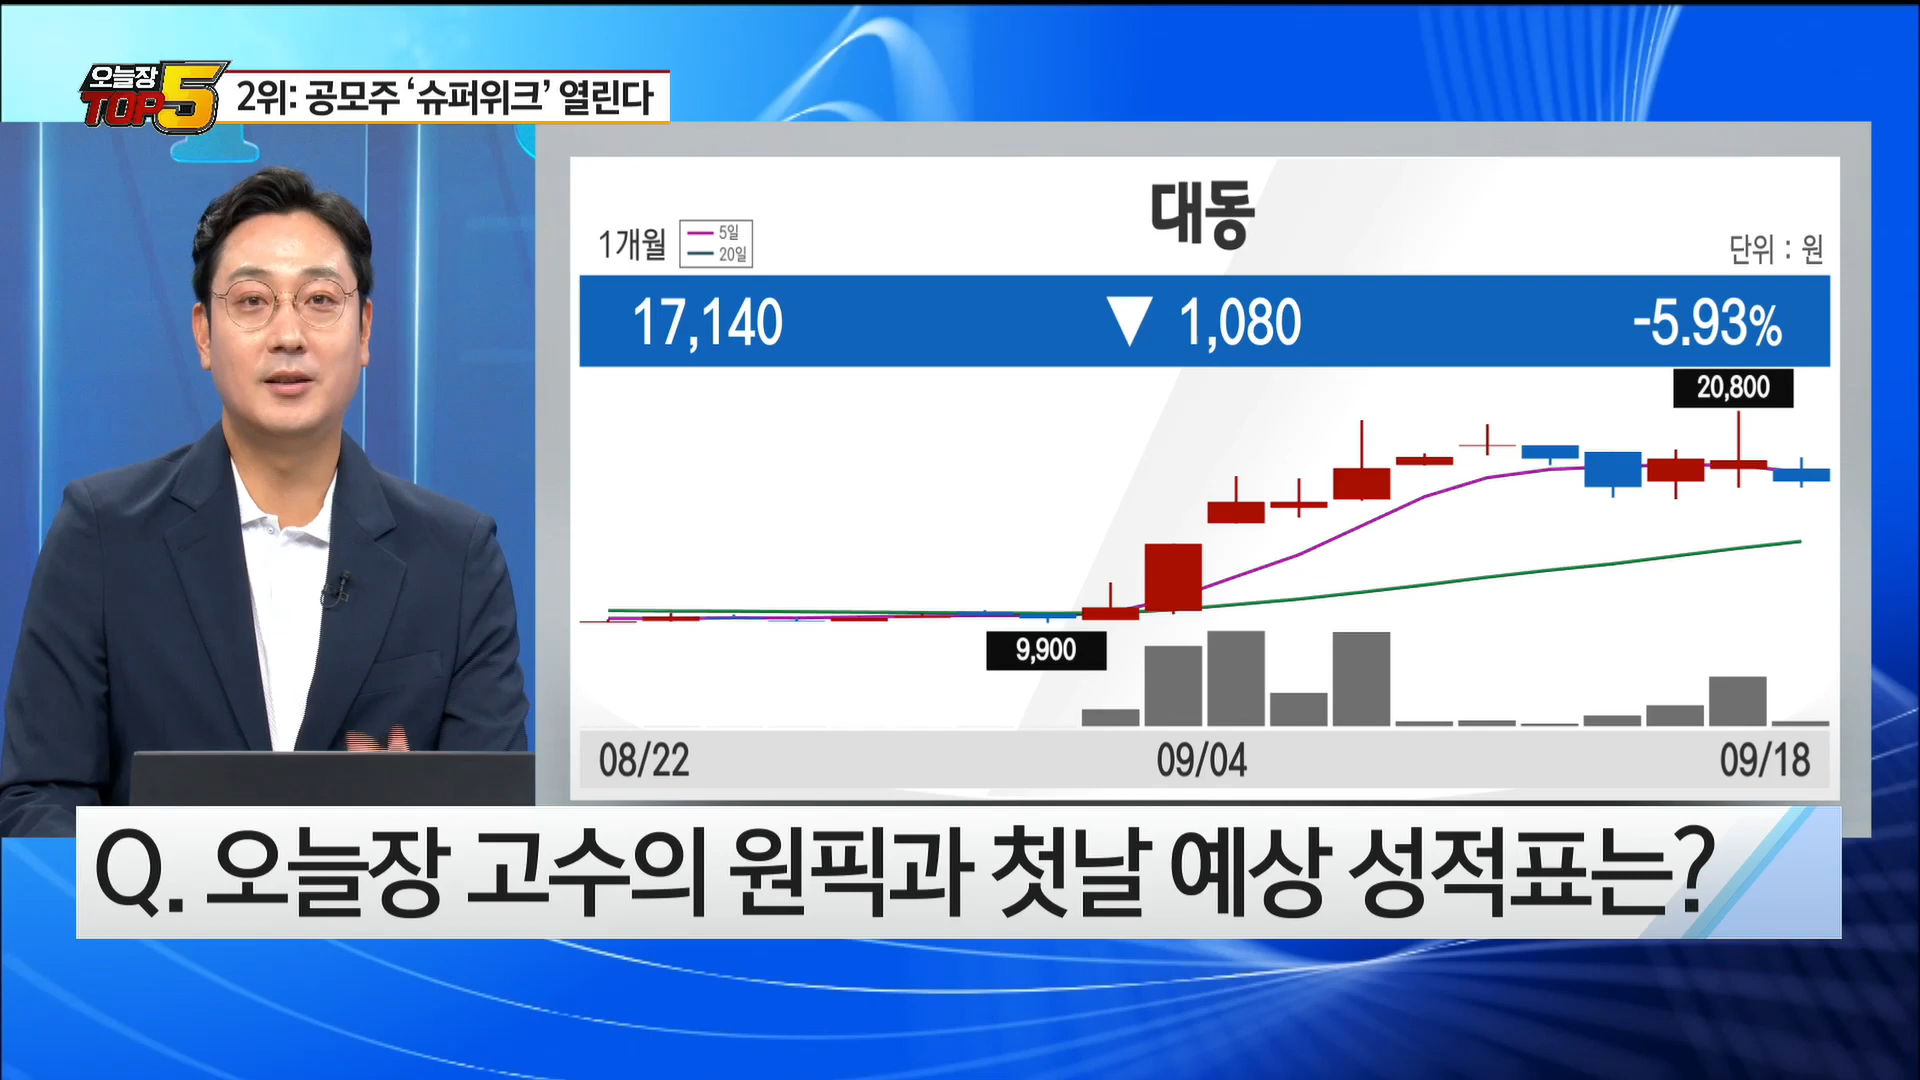 오늘장
TOP5
2위: 공모주 ‘슈퍼위크’ 열린다
대동
1개월
5일
20일
단위 : 원
17,140 ▼ 1,080 -5.93%
20,800
9,900
08/22 09/04 09/18
Q. 오늘장 고수의 원픽과 첫날 예상 성적표는?